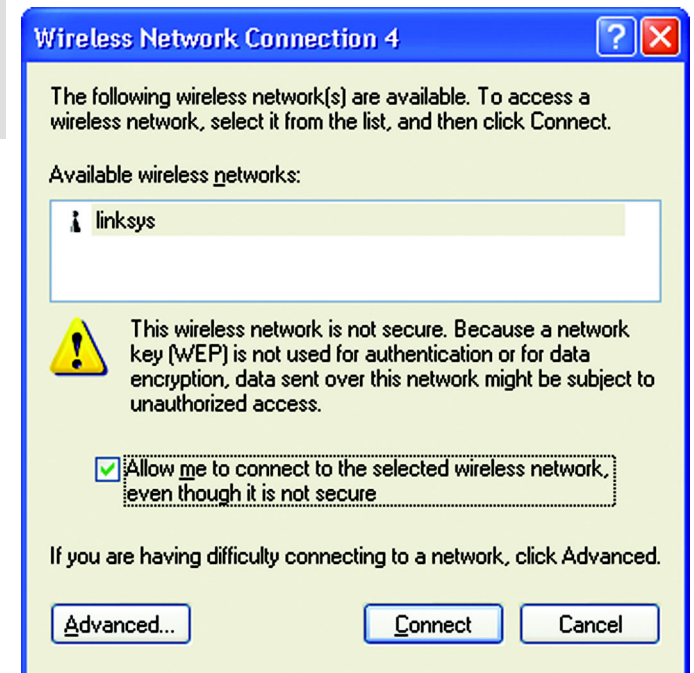 Wireless Network Connection 4
The following wireless network(s) are available. To access a
wireless network, select it from the list, and then click Connect.
Available wireless networks:
linksys
This wireless network is not secure. Because a network
key (WEP) is not used for authentication or for data
encryption, data sent over this network might be subject to
unauthorized access.
Allow me to connect to the selected wireless network,
even though it is not secure
If you are having difficulty connecting to a network, click Advanced.
Advanced... Connect Cancel